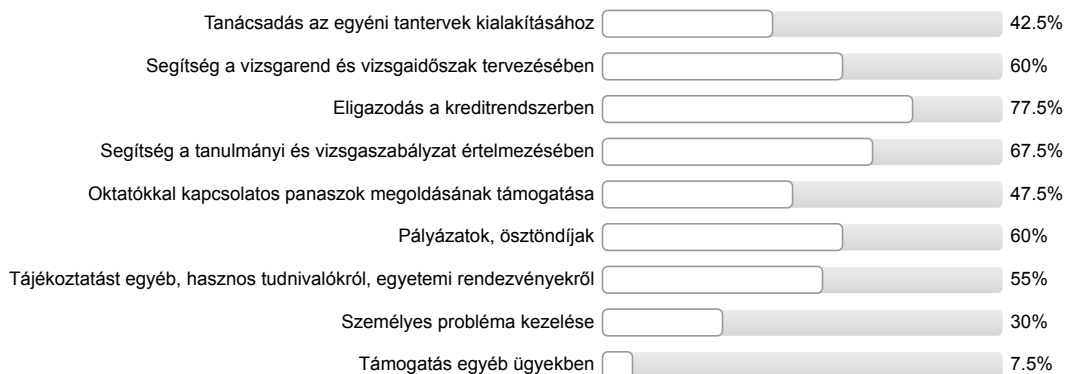 Tanácsadás az egyéni tantervek kialakításához 42.5%
Segítség a vizsgarend és vizsgaidőszak tervezésében 60%
Eligazodás a kreditrendszerben 77.5%
Segítség a tanulmányi és vizsgaszabályzat értelmezésében 67.5%
Oktatókkal kapcsolatos panaszok megoldásának támogatása 47.5%
Pályázatok, ösztöndíjak 60%
Tájékoztatást egyéb, hasznos tudnivalókról, egyetemi rendezvényekről 55%
Személyes probléma kezelése 30%
Támogatás egyéb ügyekben 7.5%